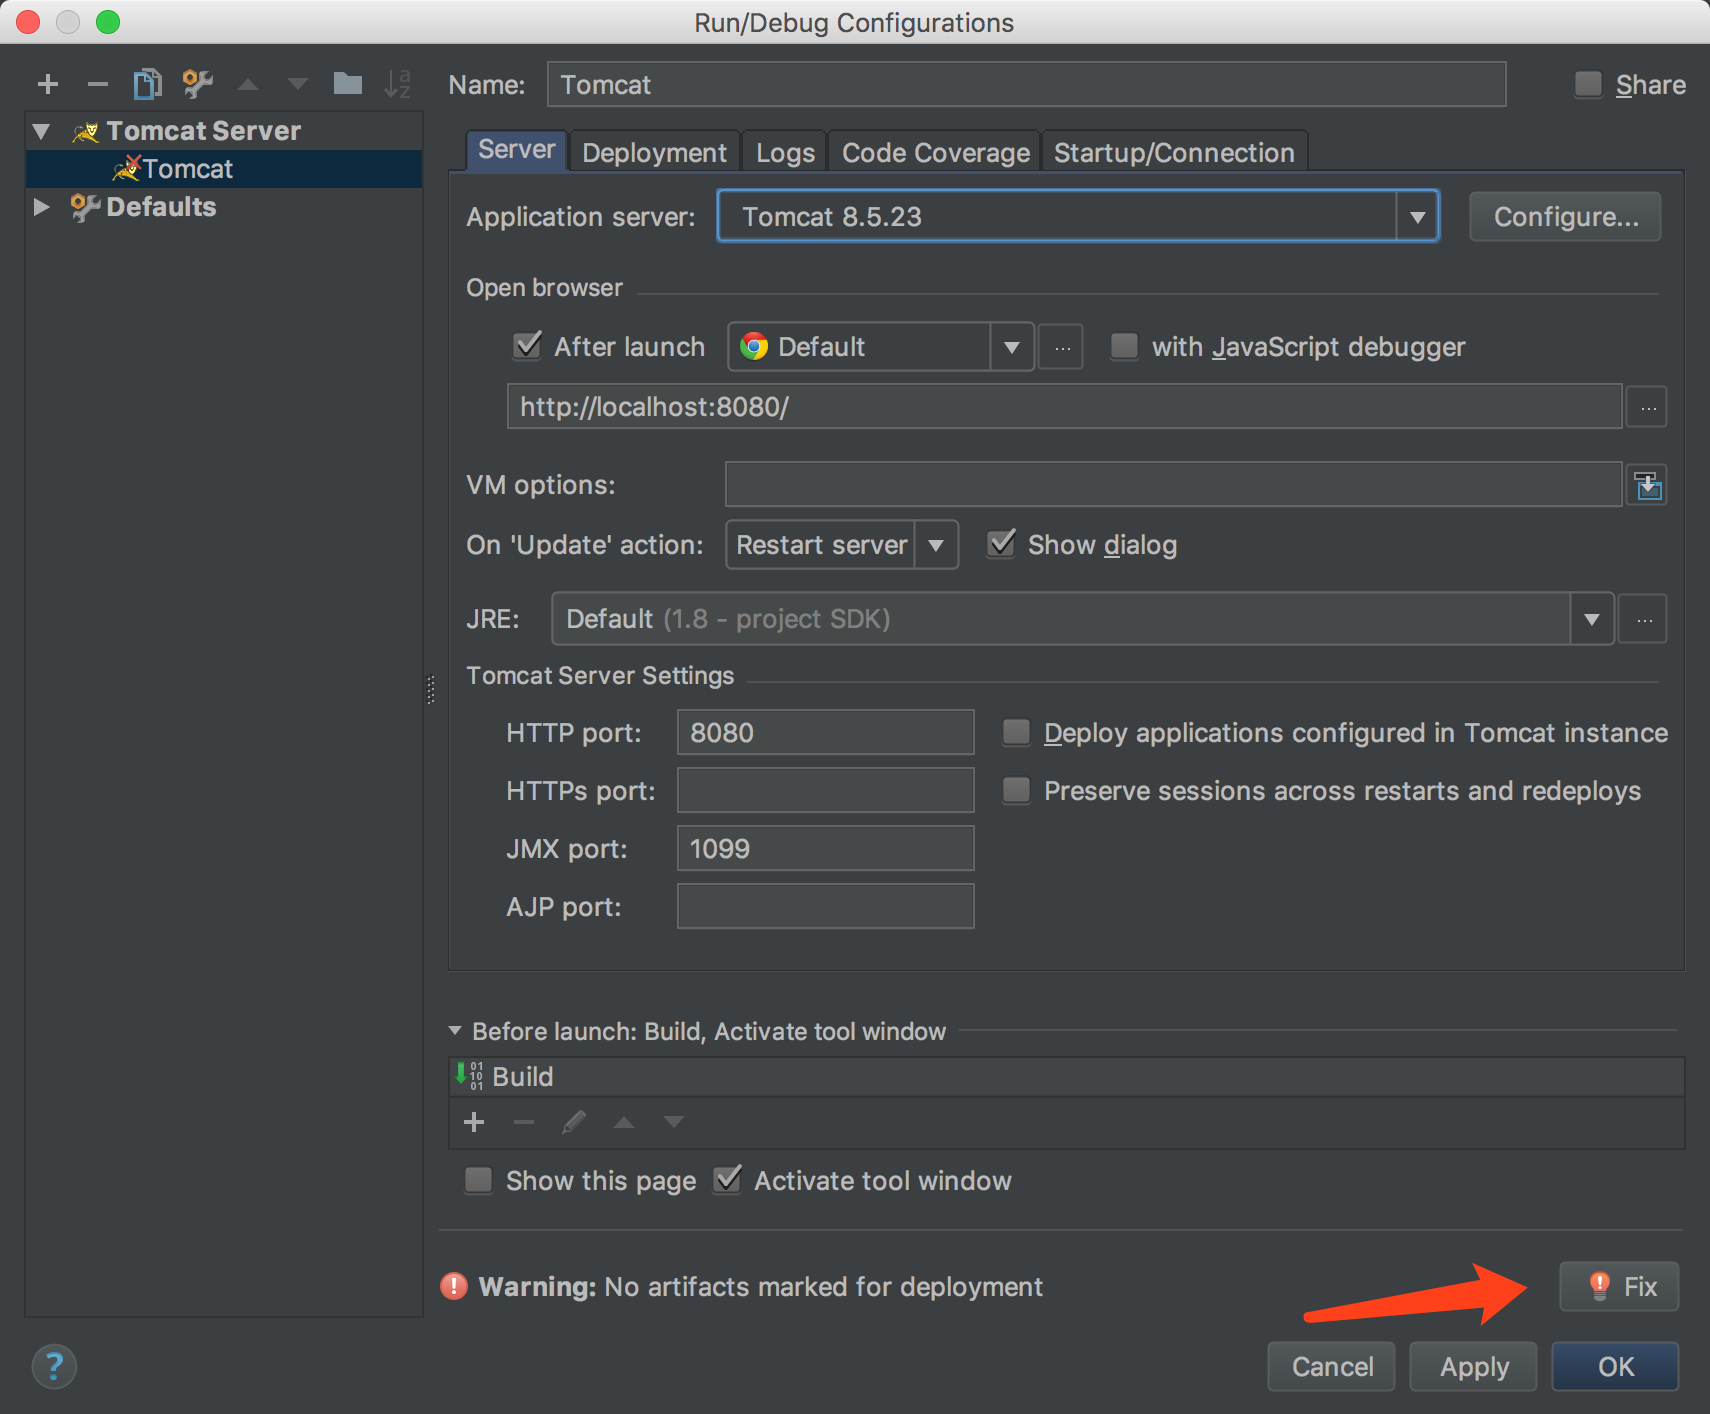 Run/Debug Configurations
Name: Tomcat Share
Tomcat Server
Tomcat
Defaults
Server Deployment Logs Code Coverage Startup/Connection
Application server: Tomcat 8.5.23 Configure...
Open browser
After launch Default ... with JavaScript debugger
http://localhost:8080/ ...
VM options:
On 'Update' action: Restart server Show dialog
JRE: Default (1.8 - project SDK) ...
Tomcat Server Settings
HTTP port: 8080 Deploy applications configured in Tomcat instance
HTTPs port: Preserve sessions across restarts and redeploys
JMX port: 1099
AJP port:
Before launch: Build, Activate tool window
Build
Show this page Activate tool window
Warning: No artifacts marked for deployment Fix
? Cancel Apply OK